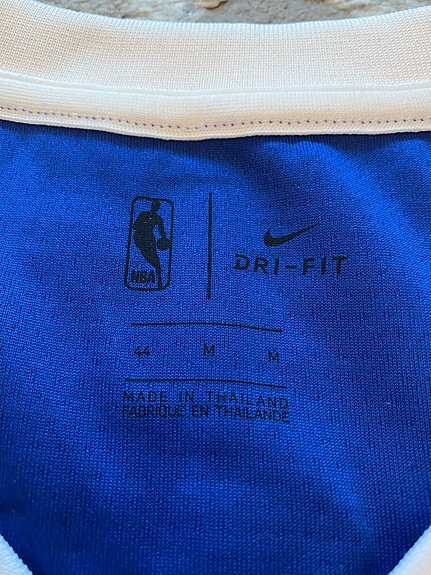 NBA
DRI-FIT
44 M M
MADE IN THAILAND
FABRIQUÉ EN THAÏLANDE